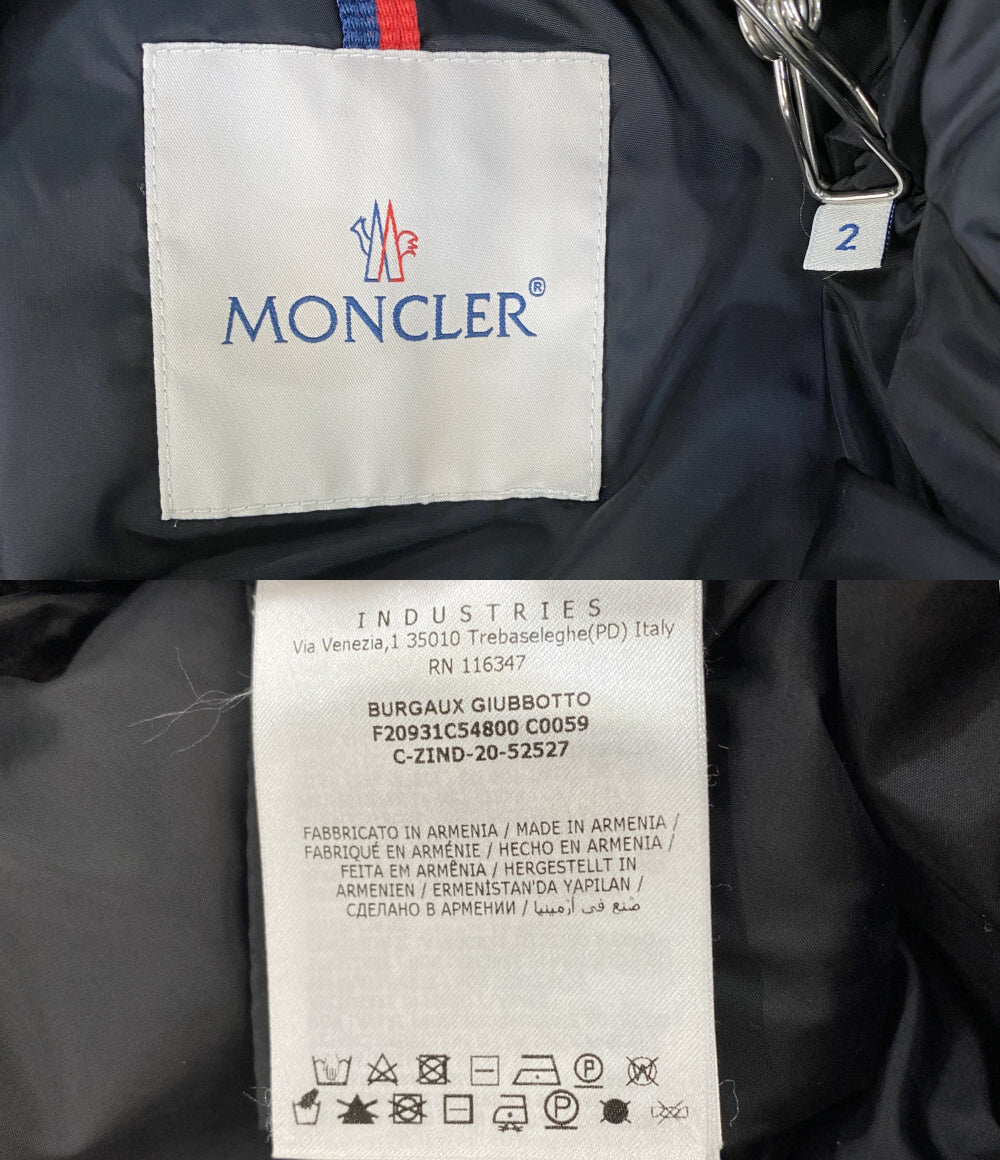 MONCLER®
2
INDUSTRIES
Via Venezia,1 35010 Trebaseleghe(PD) Italy
RN 116347
BURGAUX GIUBBOTTO
F20931C54800 C0059
C-ZIND-20-52527
FABBRICATO IN ARMENIA / MADE IN ARMENIA /
FABRIQUÉ EN ARMÉNIE / HECHO EN ARMENIA /
FEITA EM ARMÊNIA / HERGESTELLT IN
ARMENIEN / ERMENİSTAN'DA YAPILAN /
СДЕЛАНО В АРМЕНИИ / صُنع في أرمينيا
P W
P